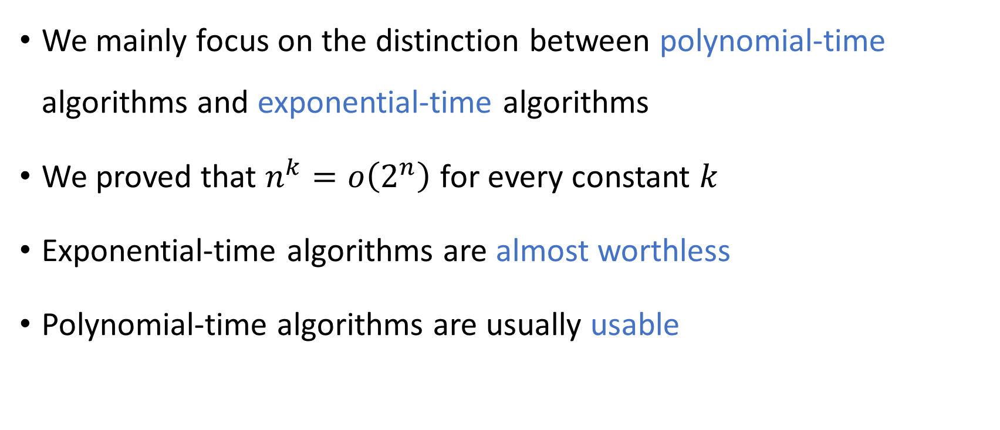 • We mainly focus on the distinction between polynomial-time
algorithms and exponential-time algorithms
• We proved that $n^k = o(2^n)$ for every constant $k$
• Exponential-time algorithms are almost worthless
• Polynomial-time algorithms are usually usable